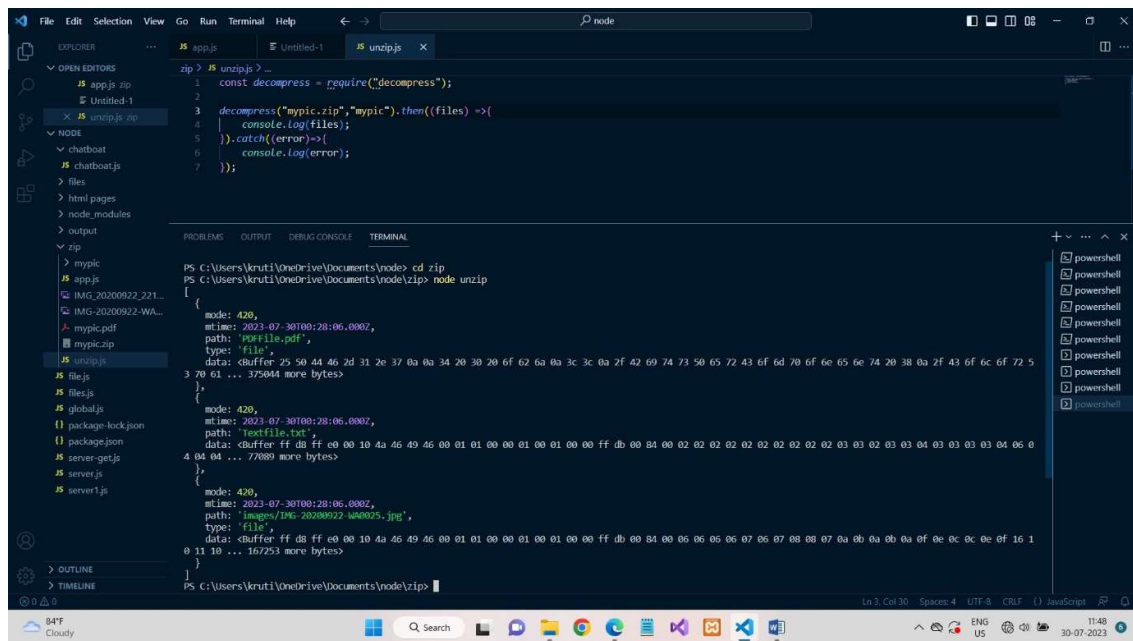 File Edit Selection View Go Run Terminal Help
node
EXPLORER
OPEN EDITORS
JS app.js zip
Untitled-1
JS unzip.js zip
NODE
chatboat
JS chatboat.js
files
html pages
node_modules
output
zip
mypic
JS app.js
IMG_20200922_221...
IMG-20200922-WA...
mypic.pdf
mypic.zip
JS unzip.js
JS file.js
JS files.js
JS global.js
{} package-lock.json
{} package.json
JS server-get.js
JS server.js
JS server1.js
OUTLINE
TIMELINE
JS app.js Untitled-1 JS unzip.js
zip > JS unzip.js > ...
1 const decompress = require("decompress");
2
3 decompress("mypic.zip","mypic").then((files) =>{
4 console.log(files);
5 }).catch((error)=>{
6 console.log(error);
7 });
PROBLEMS OUTPUT DEBUG CONSOLE TERMINAL
PS C:\Users\kruti\OneDrive\Documents\node> cd zip
PS C:\Users\kruti\OneDrive\Documents\node\zip> node unzip
[
{
mode: 420,
mtime: 2023-07-30T00:28:06.000Z,
path: 'PDFFile.pdf',
type: 'file',
data: <Buffer 25 50 44 46 2d 31 2e 37 0a 0a 34 20 30 20 6f 62 6a 0a 3c 3c 0a 2f 42 69 74 73 50 65 72 43 6f 6d 70 6f 6e 65 6e 74 20 38 0a 2f 43 6f 6c 6f 72 5
3 70 61 ... 375044 more bytes>
},
{
mode: 420,
mtime: 2023-07-30T00:28:06.000Z,
path: 'Textfile.txt',
data: <Buffer ff d8 ff e0 00 10 4a 46 49 46 00 01 01 00 00 01 00 01 00 00 ff db 00 84 00 02 02 02 02 02 02 02 02 02 02 03 03 02 03 03 04 03 03 03 03 04 06 0
4 04 04 ... 77089 more bytes>
},
{
mode: 420,
mtime: 2023-07-30T00:28:06.000Z,
path: 'images/IMG-20200922-WA0025.jpg',
type: 'file',
data: <Buffer ff d8 ff e0 00 10 4a 46 49 46 00 01 01 00 00 01 00 01 00 00 ff db 00 84 00 06 06 06 06 07 06 07 08 08 07 0a 0b 0a 0b 0a 0f 0e 0c 0c 0e 0f 16 1
0 11 10 ... 167253 more bytes>
}
]
PS C:\Users\kruti\OneDrive\Documents\node\zip>
powershell
powershell
powershell
powershell
powershell
powershell
powershell
powershell
powershell
powershell
0 0 Ln 3, Col 30 Spaces: 4 UTF-8 CRLF {} JavaScript
84°F
Cloudy
Search
ENG
US
11:48
30-07-2023
6